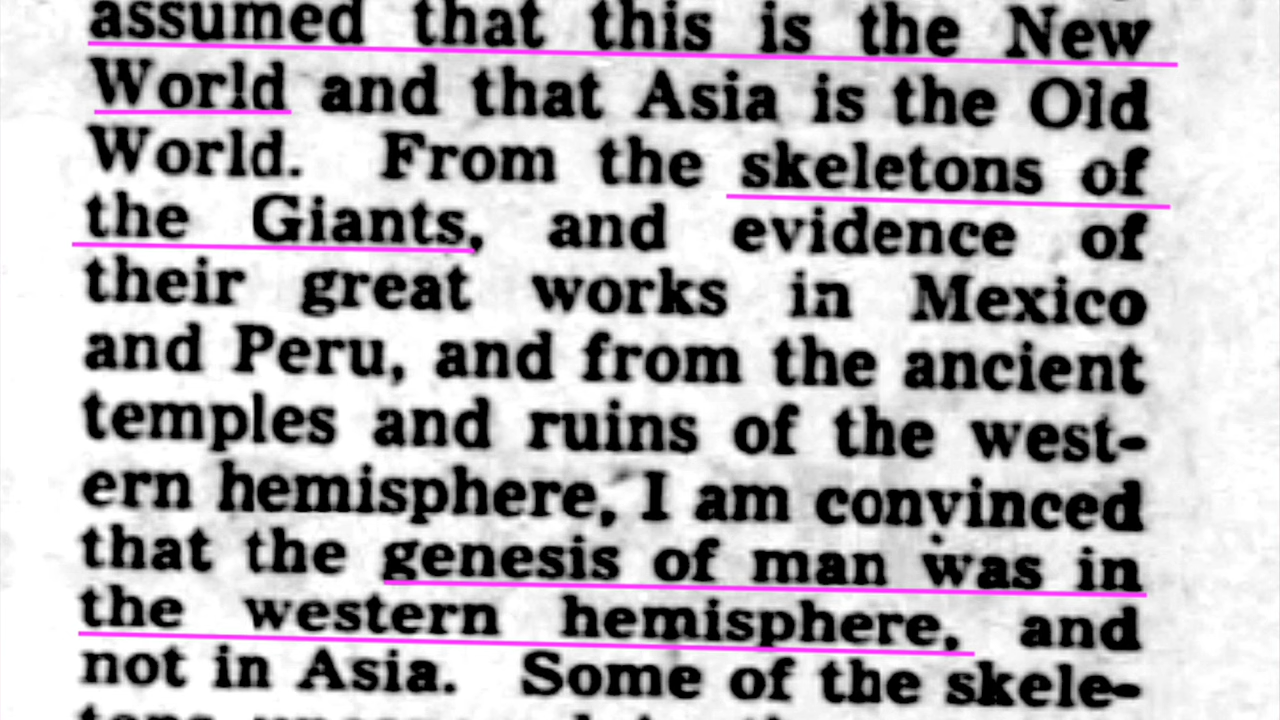 assumed that this is the New
World and that Asia is the Old
World. From the skeletons of
the Giants, and evidence of
their great works in Mexico
and Peru, and from the ancient
temples and ruins of the west-
ern hemisphere, I am convinced
that the genesis of man was in
the western hemisphere, and
not in Asia. Some of the skele-